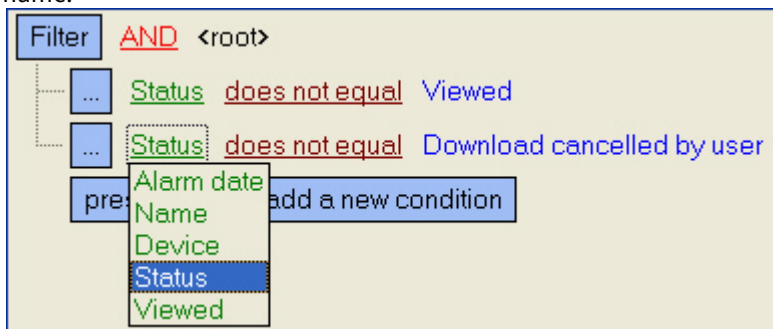 name.
Filter AND <root>
... Status does not equal Viewed
... Status does not equal Download cancelled by user
Alarm date
pre add a new condition
Name
Device
Status
Viewed